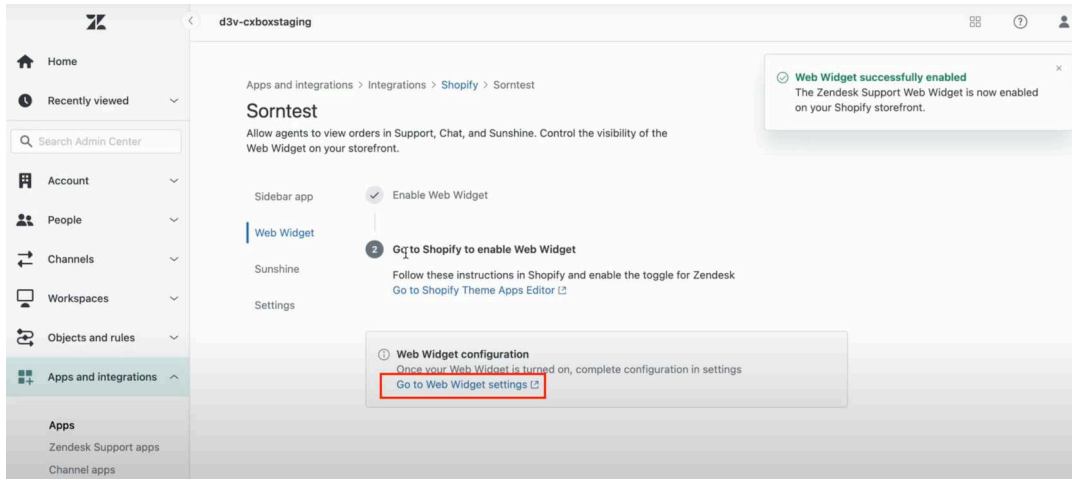 d3v-cxboxstaging
Home
Recently viewed
Search Admin Center
Account
People
Channels
Workspaces
Objects and rules
Apps and integrations
Apps
Zendesk Support apps
Channel apps
Apps and integrations > Integrations > Shopify > Sorntest
Sorntest
Allow agents to view orders in Support, Chat, and Sunshine. Control the visibility of the
Web Widget on your storefront.
Sidebar app
Web Widget
Sunshine
Settings
Enable Web Widget
2 Go to Shopify to enable Web Widget
Follow these instructions in Shopify and enable the toggle for Zendesk
Go to Shopify Theme Apps Editor
Web Widget configuration
Once your Web Widget is turned on, complete configuration in settings
Go to Web Widget settings
Web Widget successfully enabled
The Zendesk Support Web Widget is now enabled
on your Shopify storefront.